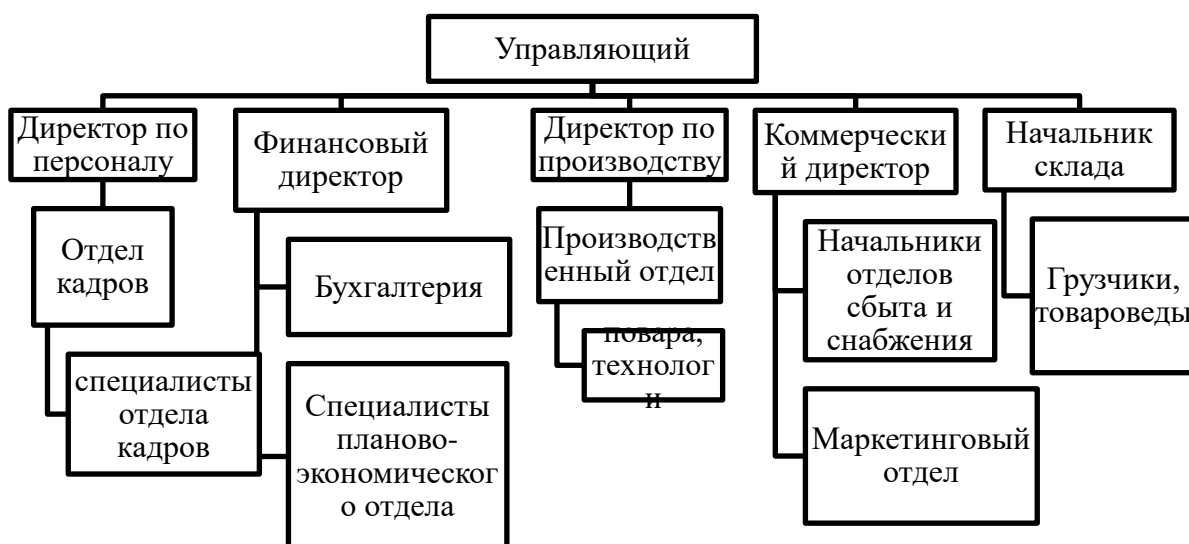 Управляющий
Директор по
персоналу
Финансовый
директор
Директор по
производству
Коммерчески
й директор
Начальник
склада
Отдел
кадров
специалисты
отдела
кадров
Бухгалтерия
Специалисты
планово-
экономическог
о отдела
Производств
енный отдел
повара,
технолог
и
Начальники
отделов
сбыта и
снабжения
Маркетинговый
отдел
Грузчики,
товароведы